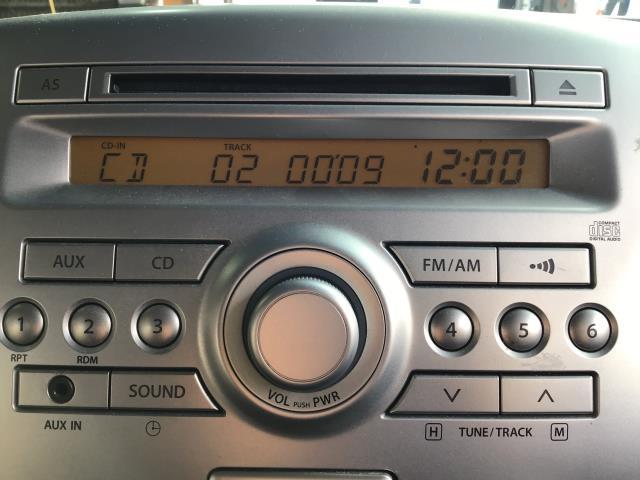 AS
CD-IN TRACK
CD 02 00'09 12:00
COMPACT
disc
DIGITAL AUDIO
AUX CD FM/AM
1 2 3 4 5 6
RPT RDM
SOUND
VOL PUSH PWR
AUX IN H TUNE/TRACK M